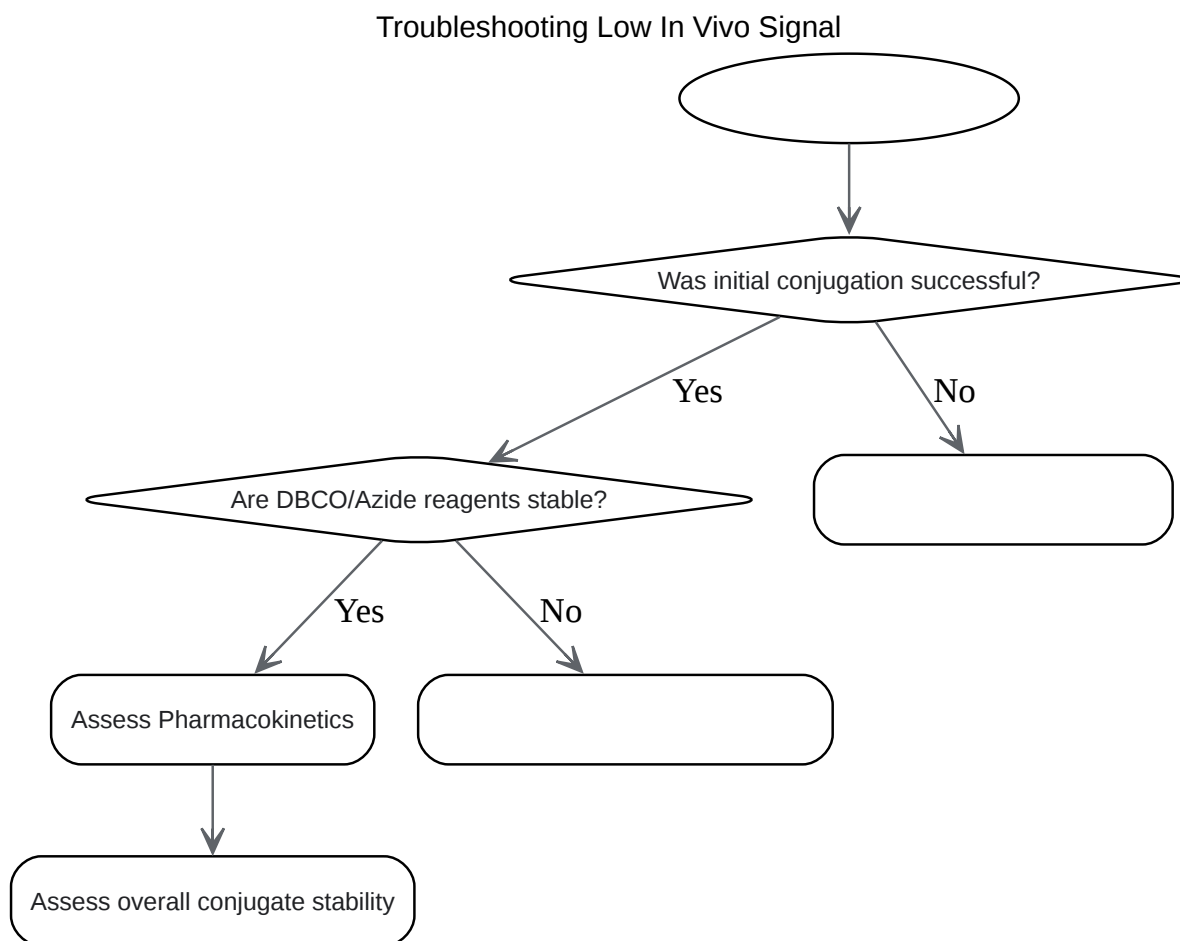 Troubleshooting Low In Vivo Signal
Was initial conjugation successful?
Yes
No
Are DBCO/Azide reagents stable?
Yes
No
Assess Pharmacokinetics
Assess overall conjugate stability